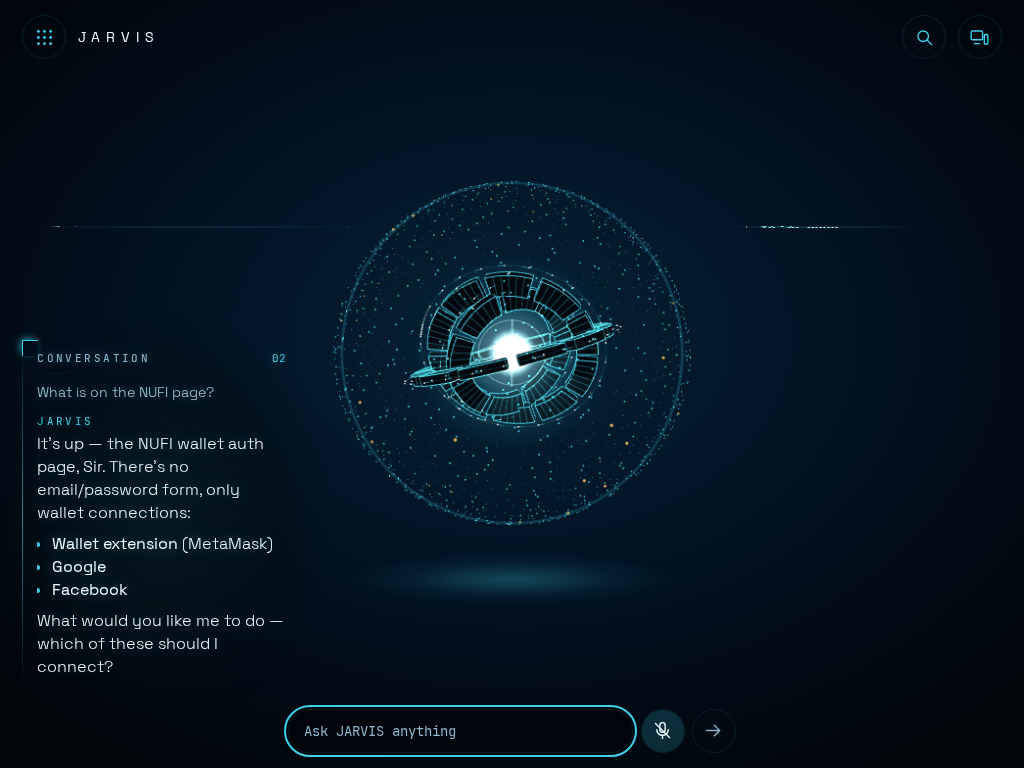 JARVIS
CONVERSATION 02
What is on the NUFI page?
JARVIS
It's up — the NUFI wallet auth
page, Sir. There's no
email/password form, only
wallet connections:
Wallet extension (MetaMask)
Google
Facebook
What would you like me to do —
which of these should I
connect?
Ask JARVIS anything